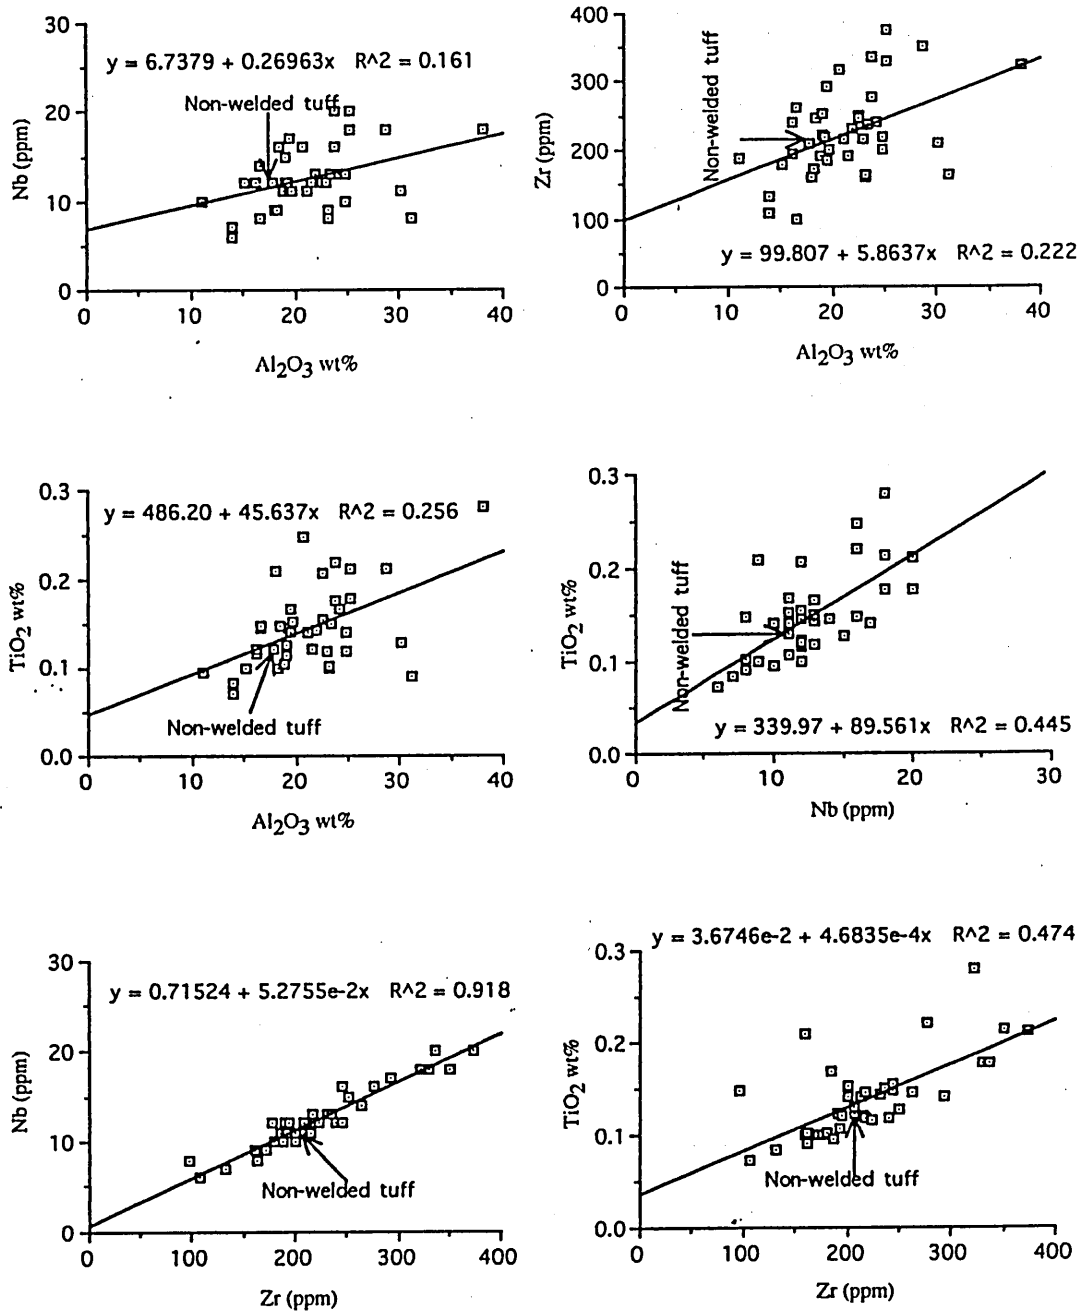 30
y = 6.7379 + 0.26963x R^2 = 0.161
Non-welded tuff
20
Nb (ppm)
10
0
0 10 20 30 40
Al2O3 wt%
400
Non-welded tuff
300
Zr (ppm)
200
100
y = 99.807 + 5.8637x R^2 = 0.222
0
0 10 20 30 40
Al2O3 wt%
0.3
y = 486.20 + 45.637x R^2 = 0.256
0.2
TiO2 wt%
0.1
Non-welded tuff
0.0
0 10 20 30 40
Al2O3 wt%
0.3
0.2
TiO2 wt%
Non-welded tuff
0.1
y = 339.97 + 89.561x R^2 = 0.445
0.0
0 10 20 30
Nb (ppm)
30
y = 0.71524 + 5.2755e-2x R^2 = 0.918
20
Nb (ppm)
10
Non-welded tuff
0
0 100 200 300 400
Zr (ppm)
y = 3.6746e-2 + 4.6835e-4x R^2 = 0.474
0.3
0.2
TiO2 wt%
0.1
Non-welded tuff
0.0
0 100 200 300 400
Zr (ppm)